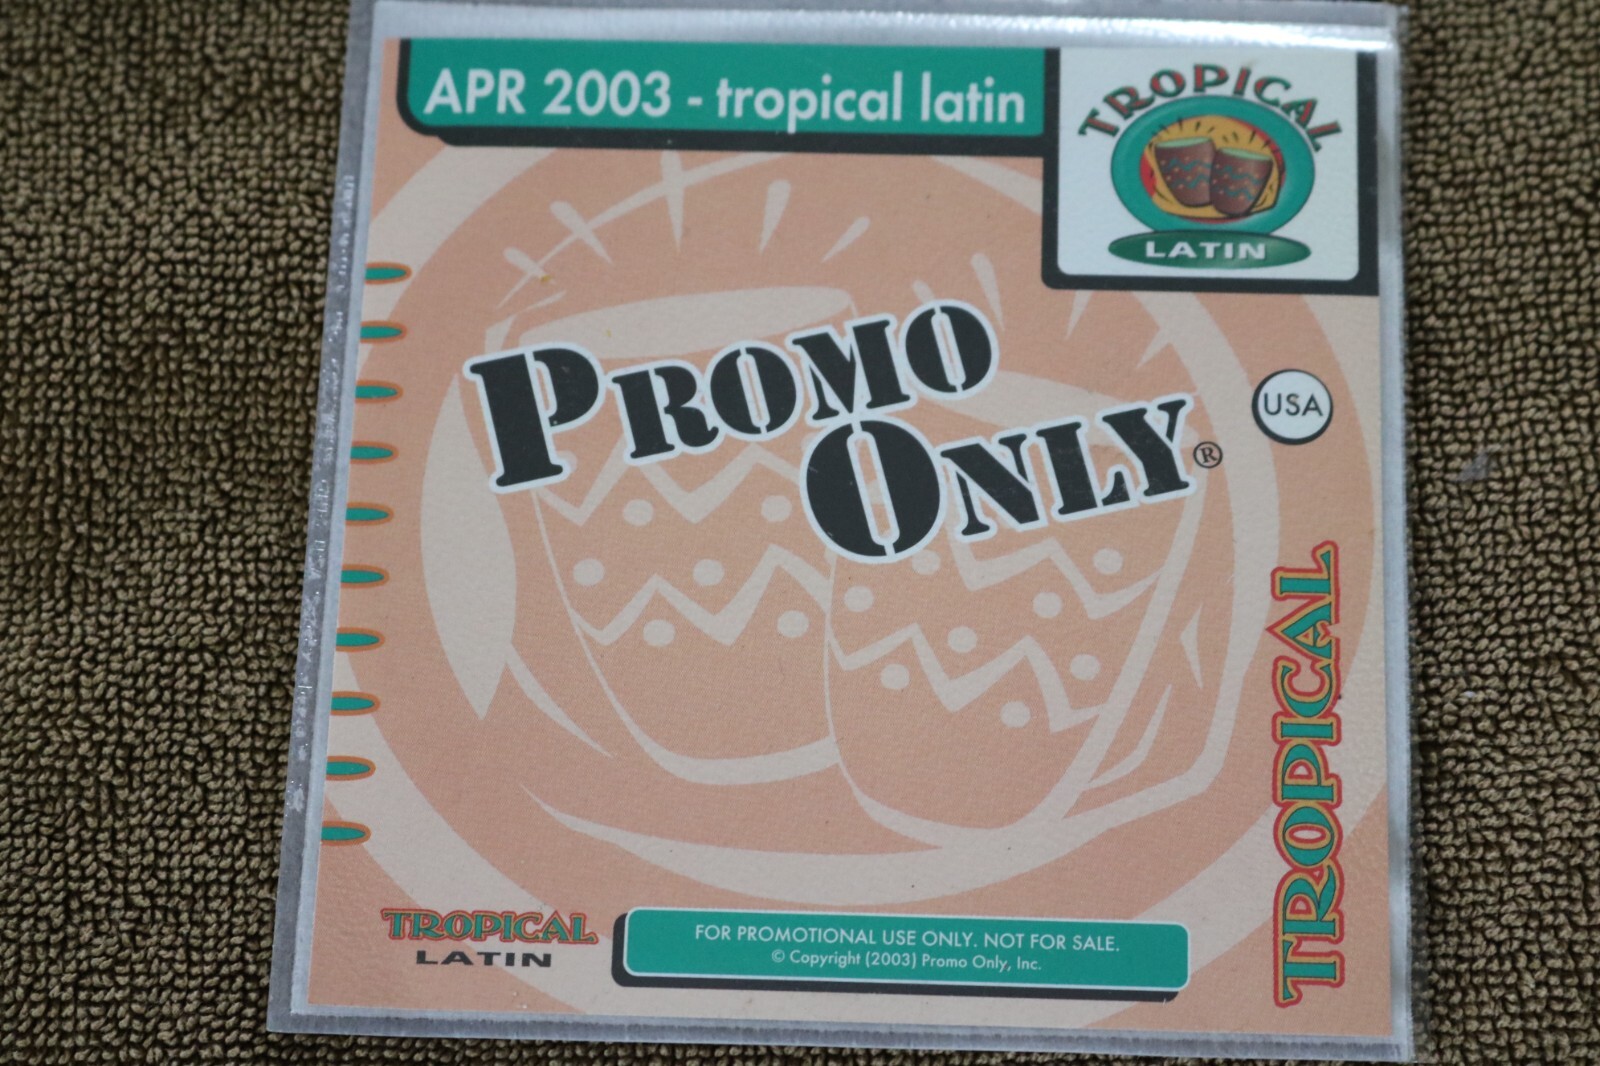 APR 2003 - tropical latin
TROPICAL
LATIN
PROMO
ONLY®
USA
TROPICAL
TROPICAL
LATIN
FOR PROMOTIONAL USE ONLY. NOT FOR SALE.
© Copyright (2003) Promo Only, Inc.